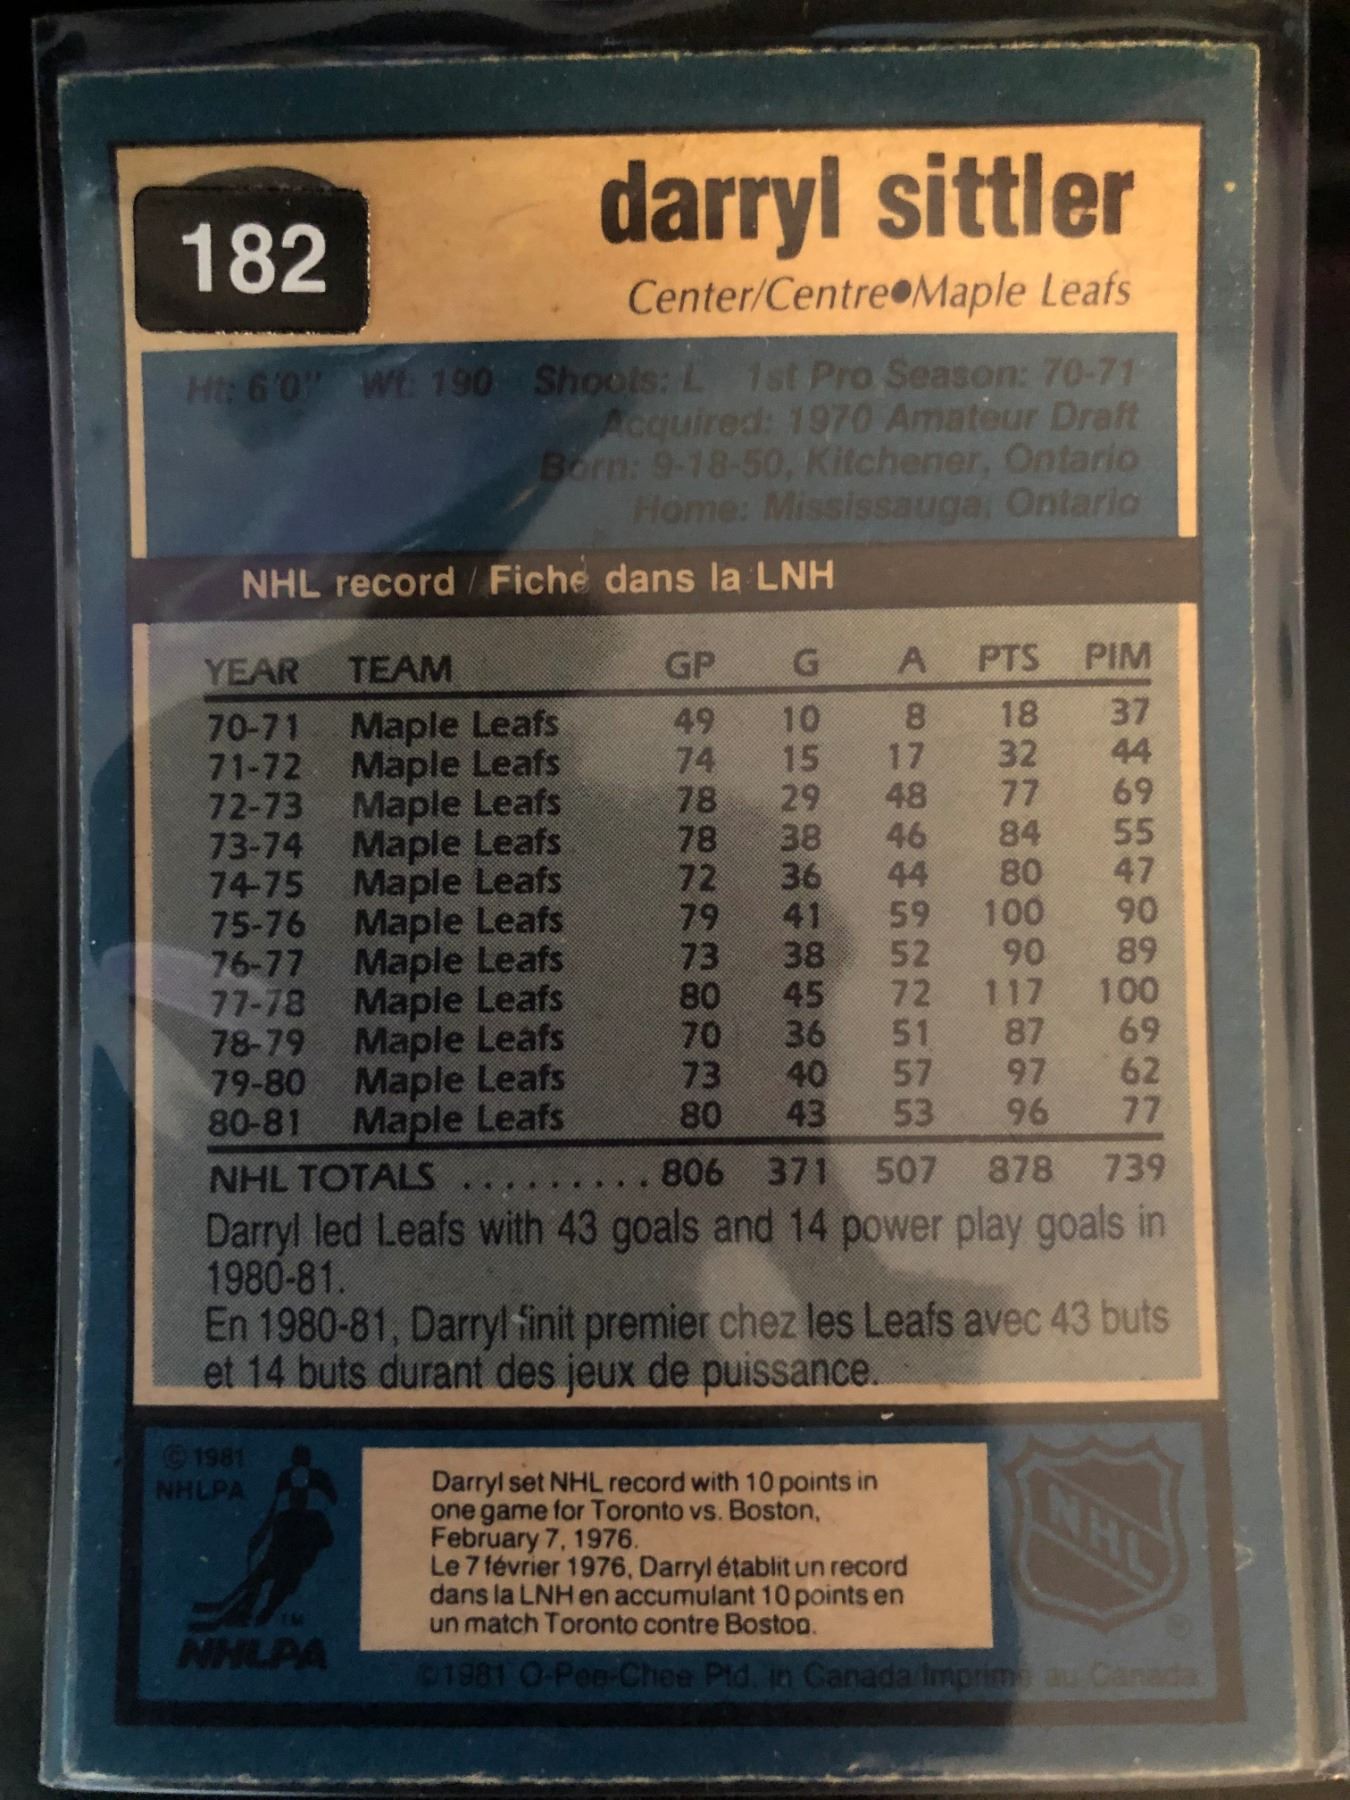 182
darryl sittler
Center/Centre●Maple Leafs
Ht: 6'0" Wt: 190 Shoots: L 1st Pro Season: 70-71
Acquired: 1970 Amateur Draft
Born: 9-18-50, Kitchener, Ontario
Home: Mississauga, Ontario
NHL record / Fiche dans la LNH
YEAR TEAM GP G A PTS PIM
70-71 Maple Leafs 49 10 8 18 37
71-72 Maple Leafs 74 15 17 32 44
72-73 Maple Leafs 78 29 48 77 69
73-74 Maple Leafs 78 38 46 84 55
74-75 Maple Leafs 72 36 44 80 47
75-76 Maple Leafs 79 41 59 100 90
76-77 Maple Leafs 73 38 52 90 89
77-78 Maple Leafs 80 45 72 117 100
78-79 Maple Leafs 70 36 51 87 69
79-80 Maple Leafs 73 40 57 97 62
80-81 Maple Leafs 80 43 53 96 77
NHL TOTALS ......... 806 371 507 878 739
Darryl led Leafs with 43 goals and 14 power play goals in
1980-81.
En 1980-81, Darryl finit premier chez les Leafs avec 43 buts
et 14 buts durant des jeux de puissance.
© 1981
NHLPA
TM
NHLPA
Darryl set NHL record with 10 points in
one game for Toronto vs. Boston,
February 7, 1976.
Le 7 février 1976, Darryl établit un record
dans la LNH en accumulant 10 points en
un match Toronto contre Boston.
NHL
®
©1981 O-Pee-Chee Ptd. in Canada/Imprimé au Canada